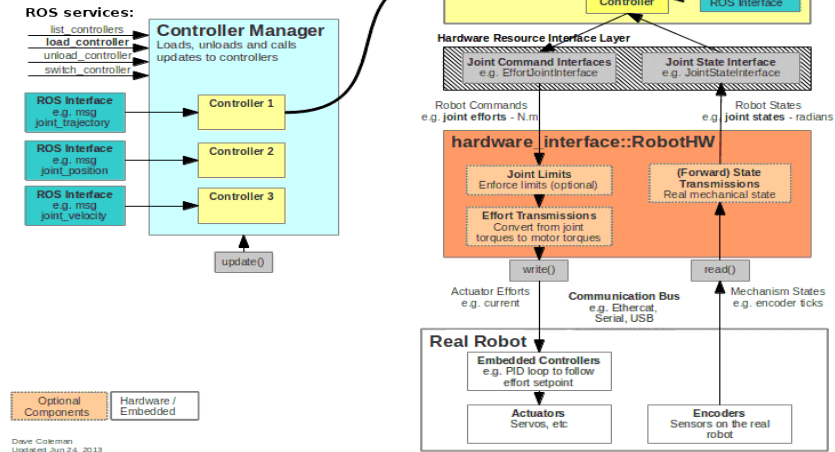 ROS services:
list_controllers
load_controller
unload_controller
switch_controller
Controller Manager
Loads, unloads and calls
updates to controllers
ROS Interface
e.g. msg
joint_trajectory
Controller 1
ROS Interface
e.g. msg
joint_position
Controller 2
ROS Interface
e.g. msg
joint_velocity
Controller 3
update()
Optional
Components
Hardware /
Embedded
Dave Coleman
Updated Jun 24, 2013
Controller
ROS Interface
Hardware Resource Interface Layer
Joint Command Interfaces
e.g. EffortJointInterface
Joint State Interface
e.g. JointStateInterface
Robot Commands
e.g. joint efforts - N.m
Robot States
e.g. joint states - radians
hardware_interface::RobotHW
Joint Limits
Enforce limits (optional)
(Forward) State
Transmissions
Real mechanical state
Effort Transmissions
Convert from joint
torques to motor torques
write()
read()
Actuator Efforts
e.g. current
Communication Bus
e.g. Ethercat,
Serial, USB
Mechanism States
e.g. encoder ticks
Real Robot
Embedded Controllers
e.g. PID loop to follow
effort setpoint
Actuators
Servos, etc
Encoders
Sensors on the real
robot